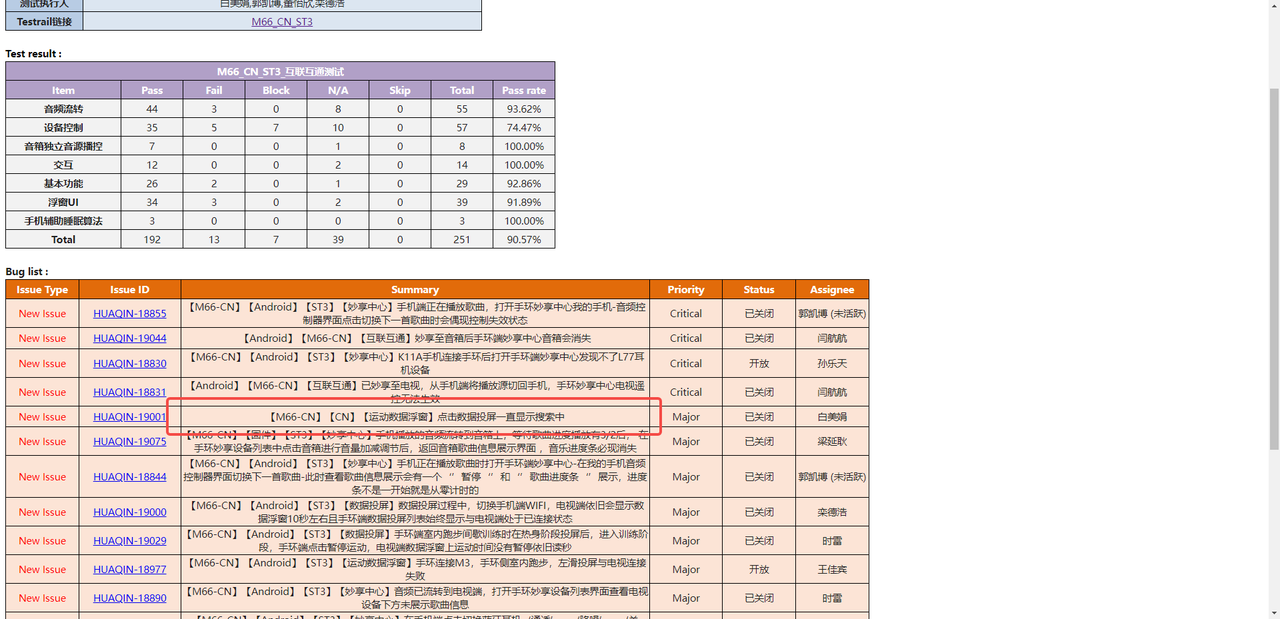 测试执行人 白美娟,郭凯博,董佰欣,栾德浩
Testrail链接 M66_CN_ST3
Test result :
M66_CN_ST3_互联互通测试
Item Pass Fail Block N/A Skip Total Pass rate
音频流转 44 3 0 8 0 55 93.62%
设备控制 35 5 7 10 0 57 74.47%
音箱独立音源播控 7 0 0 1 0 8 100.00%
交互 12 0 0 2 0 14 100.00%
基本功能 26 2 0 1 0 29 92.86%
浮窗UI 34 3 0 2 0 39 91.89%
手机辅助睡眠算法 3 0 0 0 0 3 100.00%
Total 192 13 7 39 0 251 90.57%
Bug list :
Issue Type Issue ID Summary Priority Status Assignee
New Issue HUAQIN-18855 【M66-CN】【Android】【ST3】【妙享中心】手机端正在播放歌曲，打开手环妙享中心我的手机-音频控
制器界面点击切换下一首歌曲时会偶现控制失效状态 Critical 已关闭 郭凯博 (未活跃)
New Issue HUAQIN-19044 【Android】【M66-CN】【互联互通】妙享至音箱后手环端妙享中心音箱会消失 Critical 已关闭 闫航航
New Issue HUAQIN-18830 【M66-CN】【Android】【ST3】【妙享中心】K11A手机连接手环后打开手环端妙享中心发现不了L77耳
机设备 Critical 开放 孙乐天
New Issue HUAQIN-18831 【Android】【M66-CN】【互联互通】已妙享至电视，从手机端将播放源切回手机，手环妙享中心电视遥
控无法生效 Critical 已关闭 闫航航
New Issue HUAQIN-19001 【M66-CN】【CN】【运动数据浮窗】点击数据投屏一直显示搜索中 Major 已关闭 白美娟
New Issue HUAQIN-19075 【M66-CN】【固件】【ST3】【妙享中心】手机播放的音频流转到音箱上，等待歌曲进度播放有3/2后，在
手环妙享设备列表中点击音箱进行音量加减调节后，返回音箱歌曲信息展示界面 ，音乐进度条必现消失 Major 已关闭 梁延耿
New Issue HUAQIN-18844 【M66-CN】【Android】【ST3】【妙享中心】手机正在播放歌曲时打开手环端妙享中心-在我的手机音频
控制器界面切换下一首歌曲-此时查看歌曲信息展示会有一个 “ 暂停 “ 和 “ 歌曲进度条 “ 展示，进度
条不是一开始就是从零计时的 Major 已关闭 郭凯博 (未活跃)
New Issue HUAQIN-19000 【M66-CN】【Android】【ST3】【数据投屏】数据投屏过程中，切换手机端WIFI，电视端依旧会显示数
据浮窗10秒左右且手环端数据投屏列表始终显示与电视端处于已连接状态 Major 已关闭 栾德浩
New Issue HUAQIN-19029 【M66-CN】【Android】【ST3】【数据投屏】手环端室内跑步间歇训练时在热身阶段投屏后，进入训练阶
段，手环端点击暂停运动，电视端数据浮窗上运动时间没有暂停依旧读秒 Major 已关闭 时雷
New Issue HUAQIN-18977 【M66-CN】【Android】【ST3】【运动数据浮窗】手环连接M3，手环侧室内跑步，左滑投屏与电视连接
失败 Major 开放 王佳宾
New Issue HUAQIN-18890 【M66-CN】【Android】【ST3】【妙享中心】音频已流转到电视端，打开手环妙享设备列表界面查看电视
设备下方未展示歌曲信息 Major 已关闭 时雷